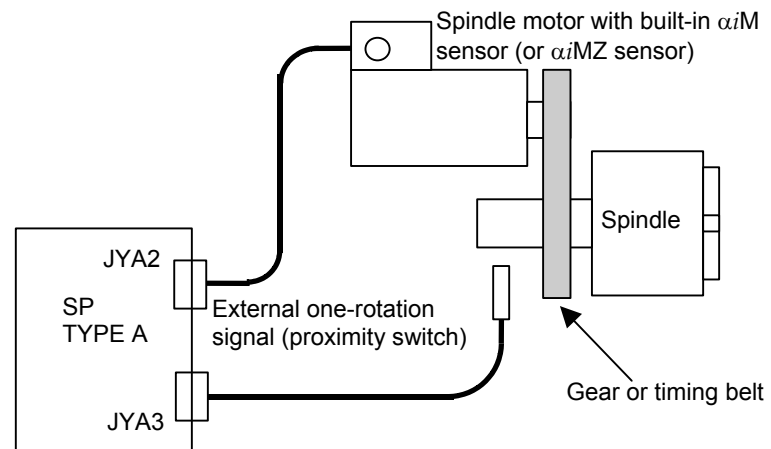 Spindle motor with built-in αiM
sensor (or αiMZ sensor)
Spindle
JYA2
SP
TYPE A
External one-rotation
signal (proximity switch)
Gear or timing belt
JYA3